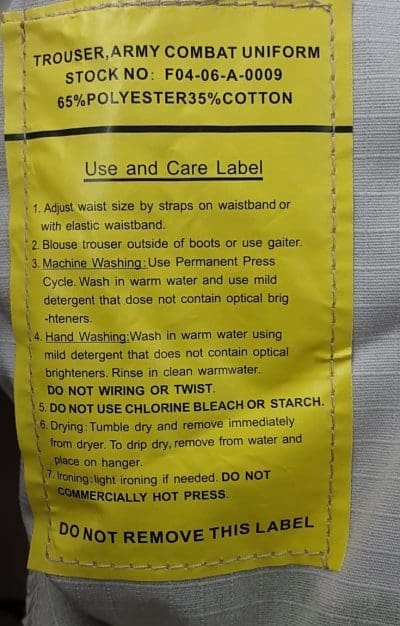 TROUSER,ARMY COMBAT UNIFORM
STOCK NO: F04-06-A-0009
65%POLYESTER35%COTTON
Use and Care Label
1. Adjust waist size by straps on waistband or
with elastic waistband.
2. Blouse trouser outside of boots or use gaiter.
3. Machine Washing: Use Permanent Press
Cycle. Wash in warm water and use mild
detergent that dose not contain optical brig
-hteners.
4. Hand Washing:Wash in warm water using
mild detergent that does not contain optical
brighteners. Rinse in clean warmwater.
DO NOT WIRING OR TWIST.
5. DO NOT USE CHLORINE BLEACH OR STARCH.
6. Drying:Tumble dry and remove immediately
from dryer. To drip dry, remove from water and
place on hanger.
7. Ironing:light ironing if needed. DO NOT
COMMERCIALLY HOT PRESS.
DO NOT REMOVE THIS LABEL